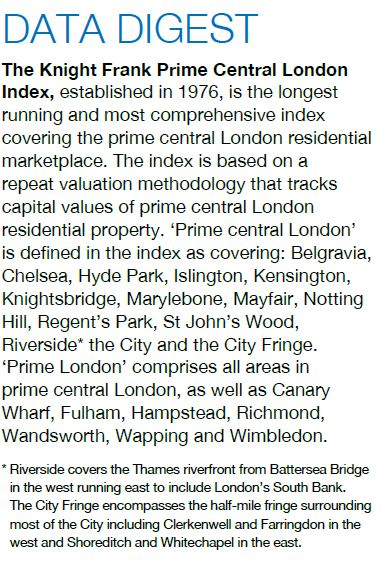 DATA DIGEST
The Knight Frank Prime Central London
Index, established in 1976, is the longest
running and most comprehensive index
covering the prime central London residential
marketplace. The index is based on a
repeat valuation methodology that tracks
capital values of prime central London
residential property. ‘Prime central London’
is defined in the index as covering: Belgravia,
Chelsea, Hyde Park, Islington, Kensington,
Knightsbridge, Marylebone, Mayfair, Notting
Hill, Regent’s Park, St John’s Wood,
Riverside* the City and the City Fringe.
‘Prime London’ comprises all areas in
prime central London, as well as Canary
Wharf, Fulham, Hampstead, Richmond,
Wandsworth, Wapping and Wimbledon.
* Riverside covers the Thames riverfront from Battersea Bridge
in the west running east to include London’s South Bank.
The City Fringe encompasses the half-mile fringe surrounding
most of the City including Clerkenwell and Farringdon in the
west and Shoreditch and Whitechapel in the east.